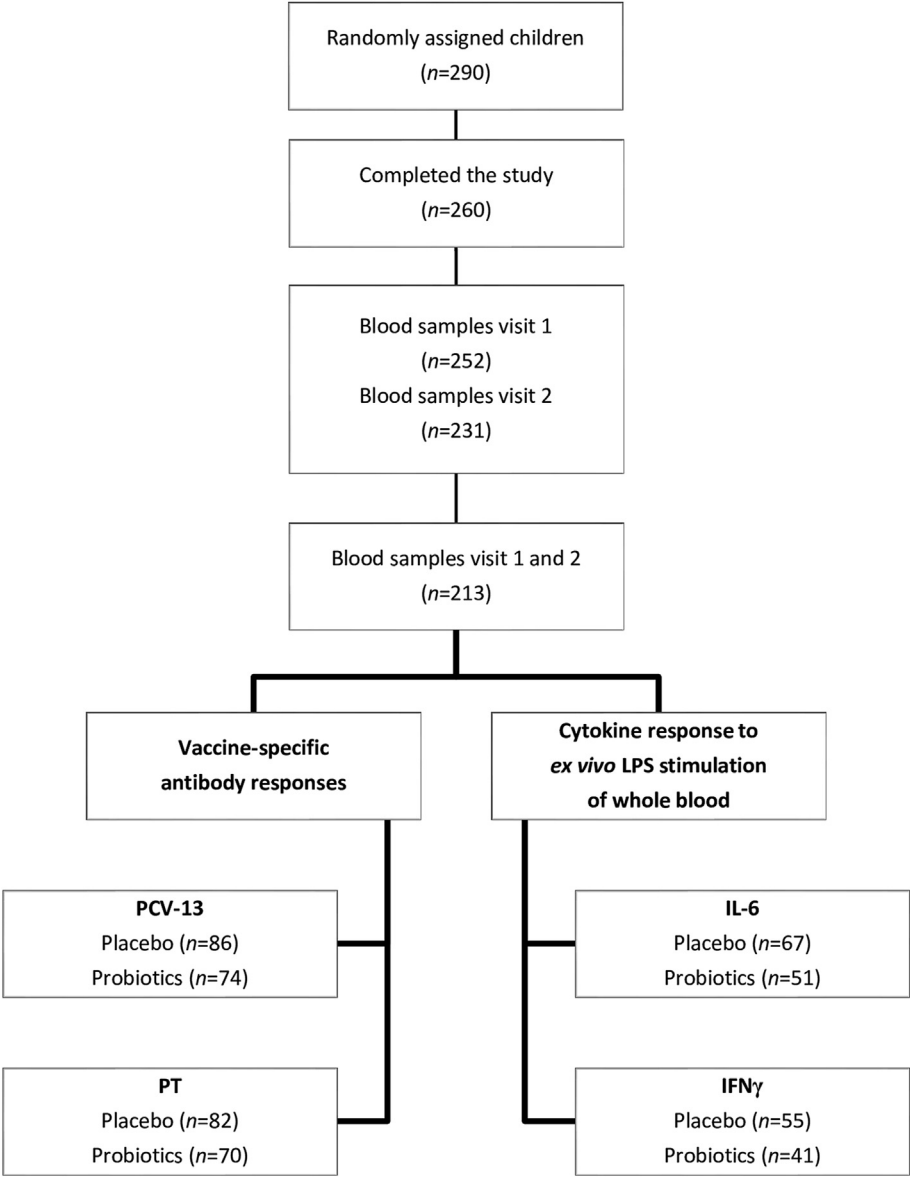 Randomly assigned children
(n=290)
Completed the study
(n=260)
Blood samples visit 1
(n=252)
Blood samples visit 2
(n=231)
Blood samples visit 1 and 2
(n=213)
Vaccine-specific
antibody responses
Cytokine response to
ex vivo LPS stimulation
of whole blood
PCV-13
Placebo (n=86)
Probiotics (n=74)
IL-6
Placebo (n=67)
Probiotics (n=51)
PT
Placebo (n=82)
Probiotics (n=70)
IFNγ
Placebo (n=55)
Probiotics (n=41)